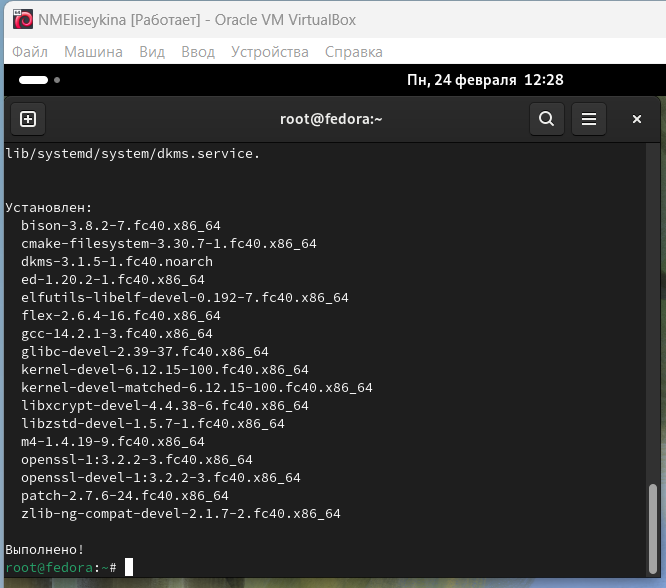 NMEliseykina [Работает] - Oracle VM VirtualBox
Файл Машина Вид Ввод Устройства Справка
Пн, 24 февраля 12:28
root@fedora:~
lib/systemd/system/dkms.service.
Установлен:
bison-3.8.2-7.fc40.x86_64
cmake-filesystem-3.30.7-1.fc40.x86_64
dkms-3.1.5-1.fc40.noarch
ed-1.20.2-1.fc40.x86_64
elfutils-libelf-devel-0.192-7.fc40.x86_64
flex-2.6.4-16.fc40.x86_64
gcc-14.2.1-3.fc40.x86_64
glibc-devel-2.39-37.fc40.x86_64
kernel-devel-6.12.15-100.fc40.x86_64
kernel-devel-matched-6.12.15-100.fc40.x86_64
libxcrypt-devel-4.4.38-6.fc40.x86_64
libzstd-devel-1.5.7-1.fc40.x86_64
m4-1.4.19-9.fc40.x86_64
openssl-1:3.2.2-3.fc40.x86_64
openssl-devel-1:3.2.2-3.fc40.x86_64
patch-2.7.6-24.fc40.x86_64
zlib-ng-compat-devel-2.1.7-2.fc40.x86_64
Выполнено!
root@fedora:~#